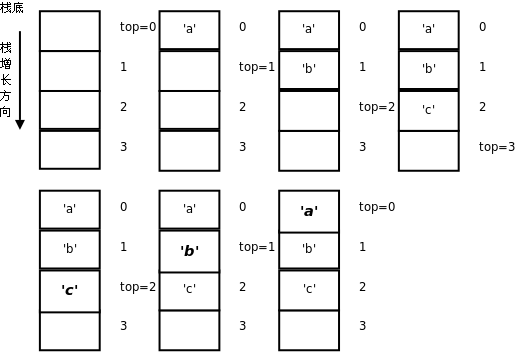 栈底
栈增长方向
top=0 'a' 0 'a' 0 'a' 0
1 top=1 'b' 1 'b' 1
2 2 top=2 'c' 2
3 3 3 top=3
'a' 0 'a' 0 'a' top=0
'b' 1 'b' top=1 'b' 1
'c' top=2 'c' 2 'c' 2
3 3 3